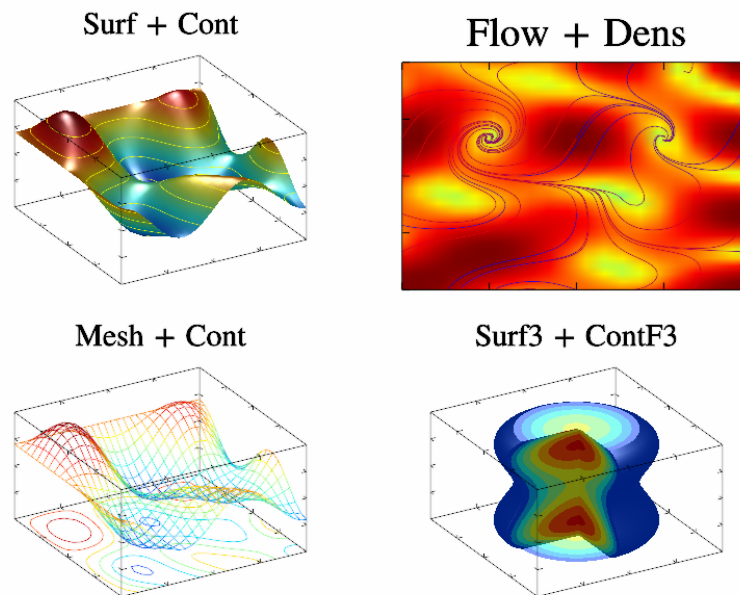 Surf + Cont
Flow + Dens
Mesh + Cont
Surf3 + ContF3